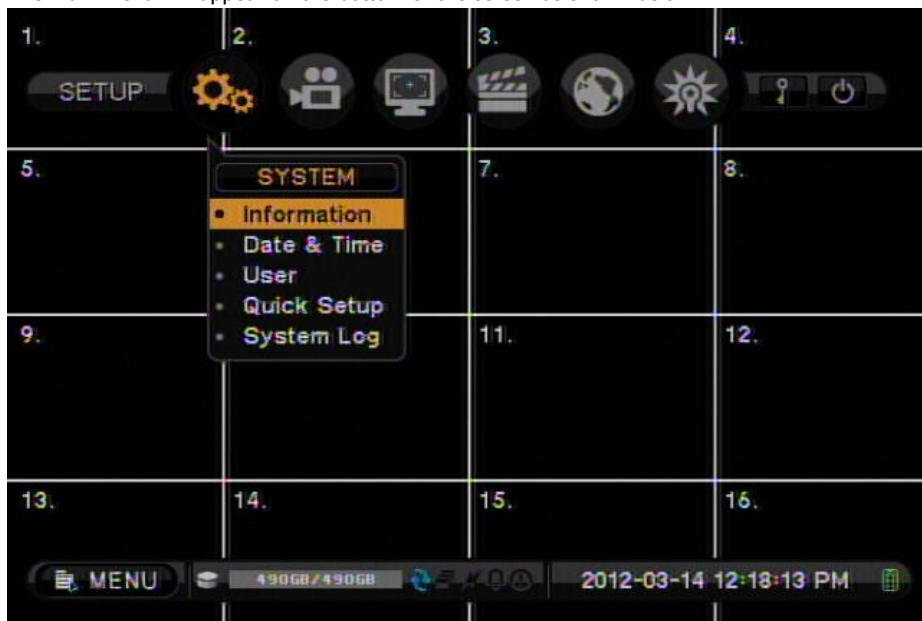 1.
2.
3.
4.
SETUP
5.
SYSTEM
7.
8.
Information
Date & Time
User
Quick Setup
System Log
9.
11.
12.
13.
14.
15.
16.
MENU
490GB/490GB
2012-03-14 12:18:13 PM